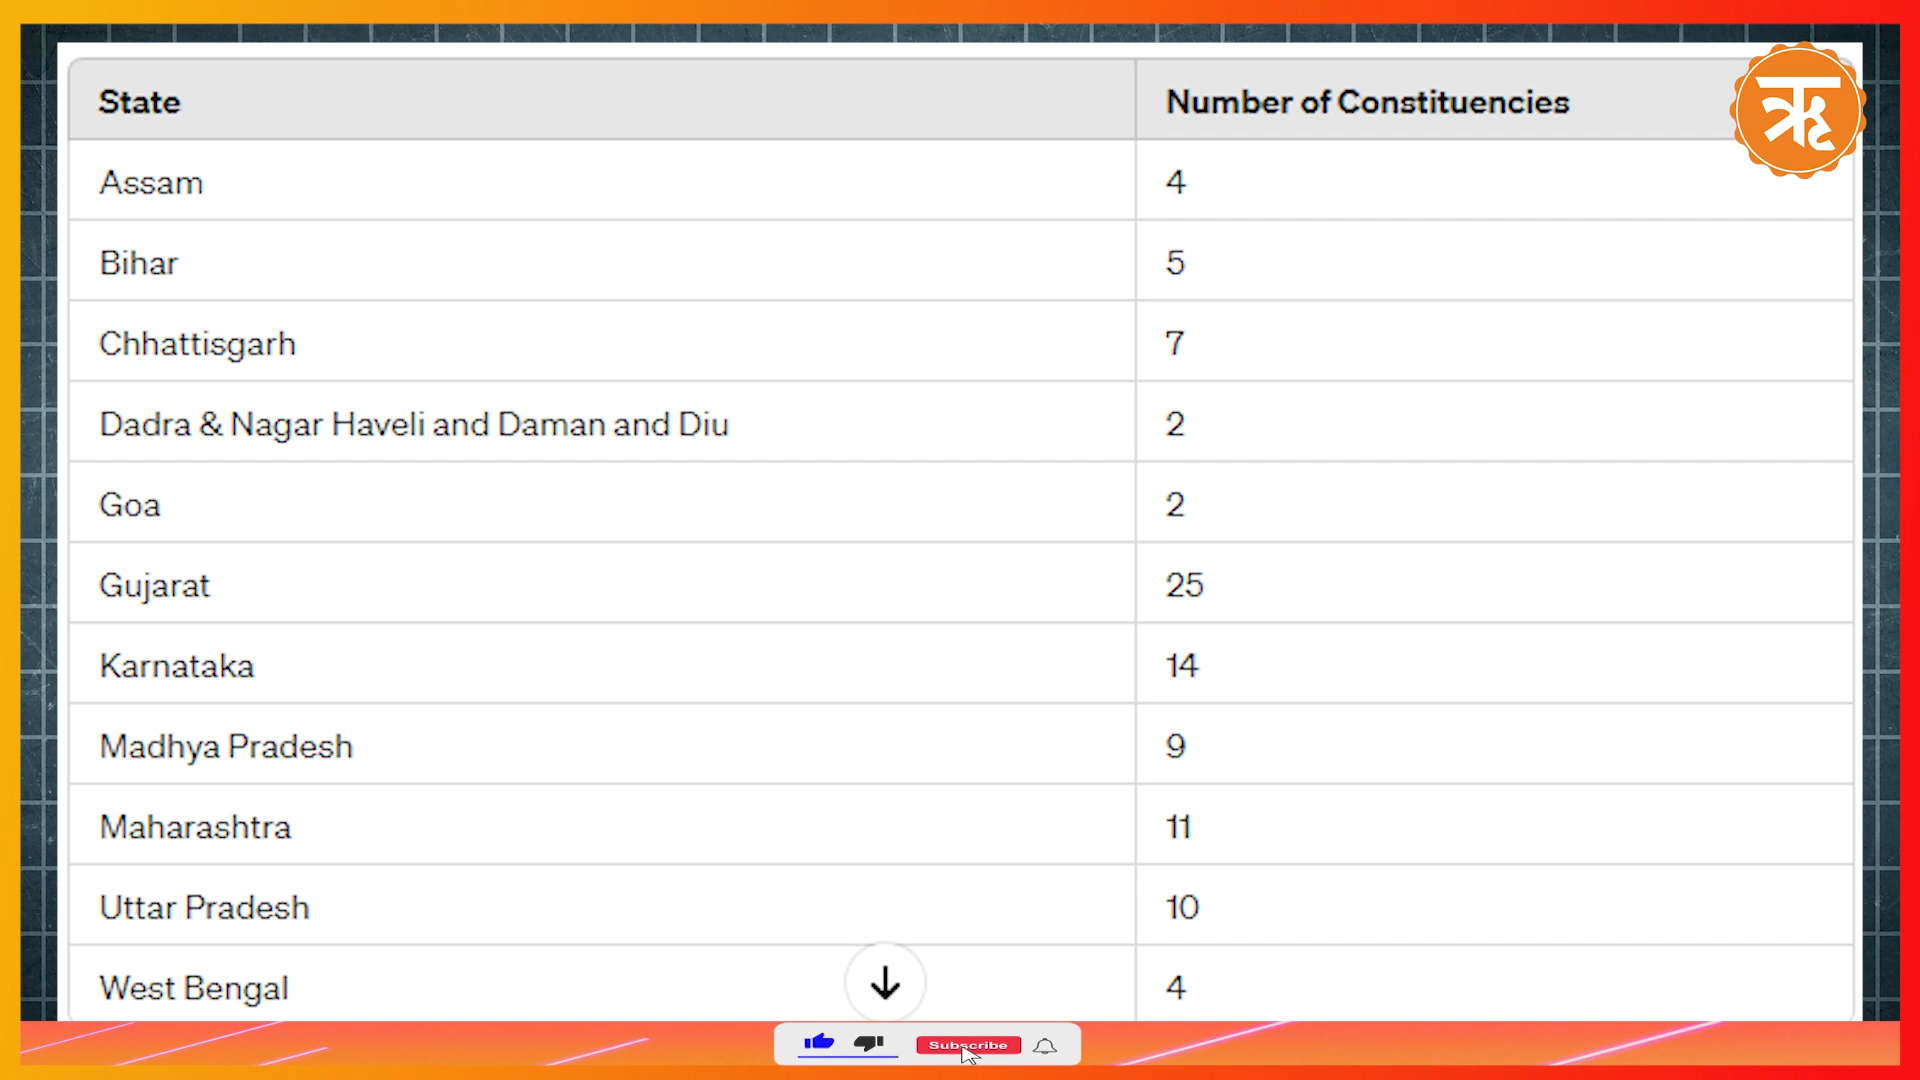 State Number of Constituencies
ऋ
Assam 4
Bihar 5
Chhattisgarh 7
Dadra & Nagar Haveli and Daman and Diu 2
Goa 2
Gujarat 25
Karnataka 14
Madhya Pradesh 9
Maharashtra 11
Uttar Pradesh 10
West Bengal 4
Subscribe